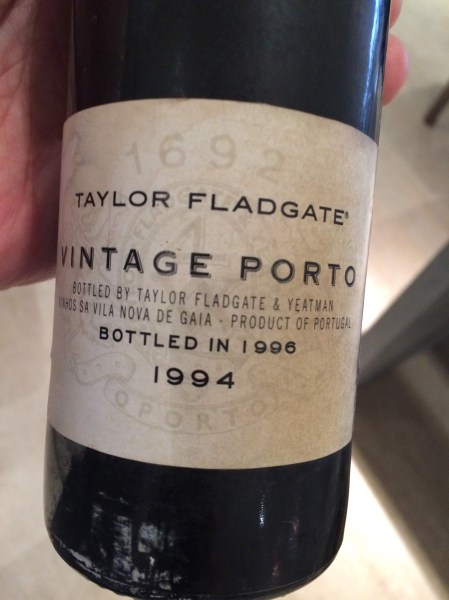 1692
TAYLOR FLADGATE®
VINTAGE PORTO
BOTTLED BY TAYLOR FLADGATE & YEATMAN
VINHOS SA VILA NOVA DE GAIA - PRODUCT OF PORTUGAL
BOTTLED IN 1996
1994
OPORTO